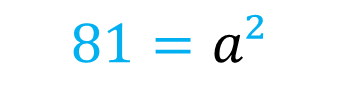 81 = a²